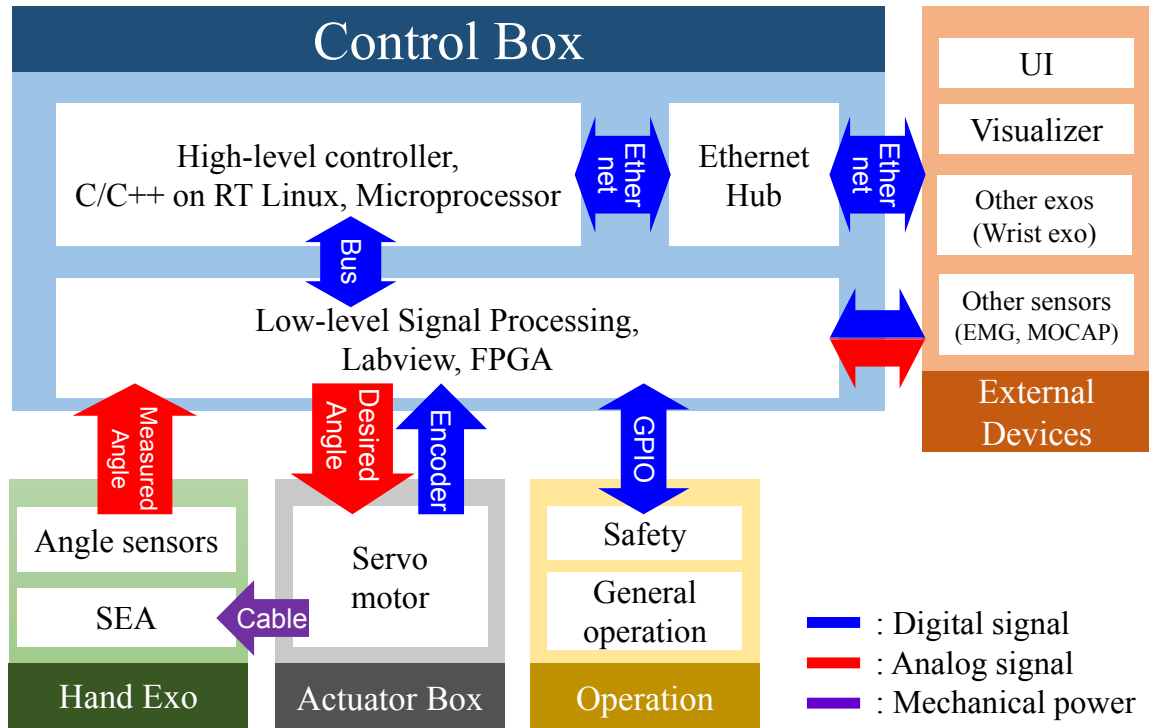 Control Box
High-level controller,
C/C++ on RT Linux, Microprocessor
Ether
net
Ethernet
Hub
Ether
net
UI
Visualizer
Other exos
(Wrist exo)
Other sensors
(EMG, MOCAP)
External
Devices
Bus
Low-level Signal Processing,
Labview, FPGA
Measured
Angle
Desired
Angle
Encoder
GPIO
Angle sensors
SEA
Hand Exo
Cable
Servo
motor
Actuator Box
Safety
General
operation
Operation
: Digital signal
: Analog signal
: Mechanical power